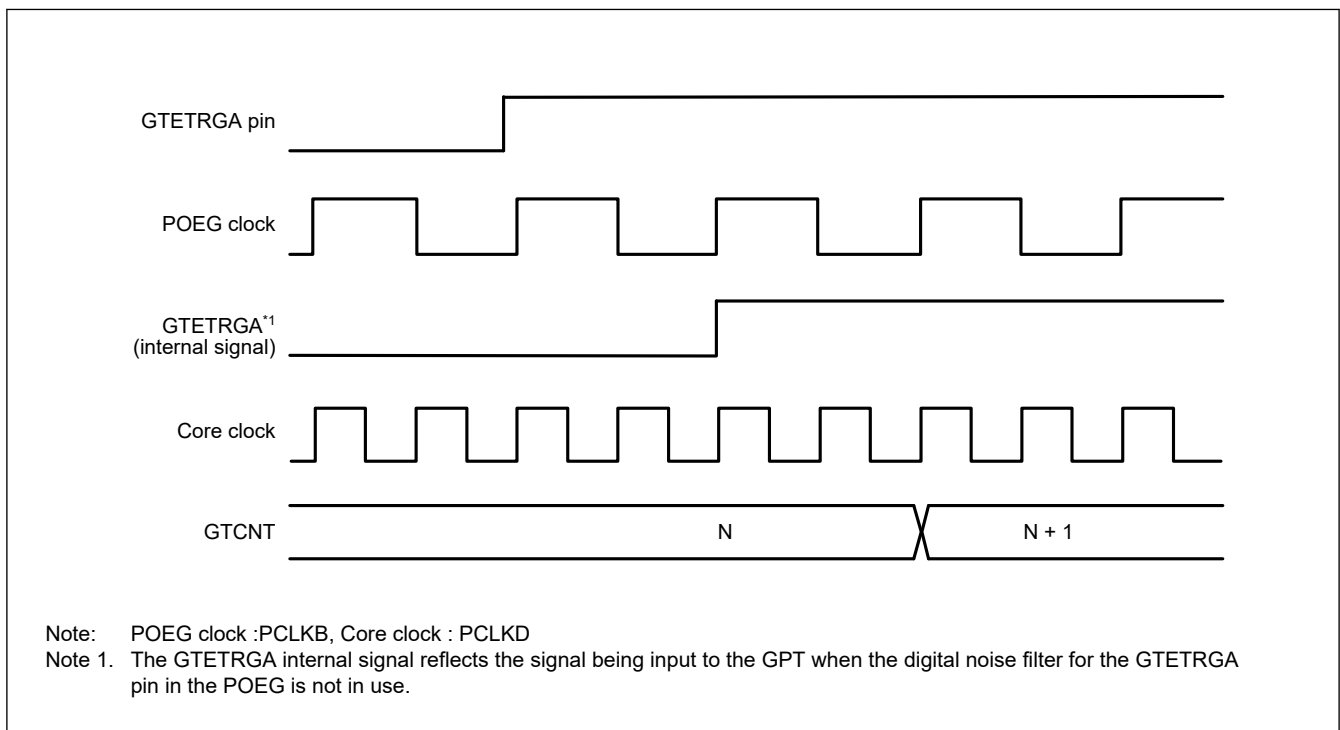 GTETRGA pin
POEG clock
GTETRGA*1
(internal signal)
Core clock
GTCNT
N
N + 1
Note: POEG clock :PCLKB, Core clock : PCLKD
Note 1. The GTETRGA internal signal reflects the signal being input to the GPT when the digital noise filter for the GTETRGA
pin in the POEG is not in use.